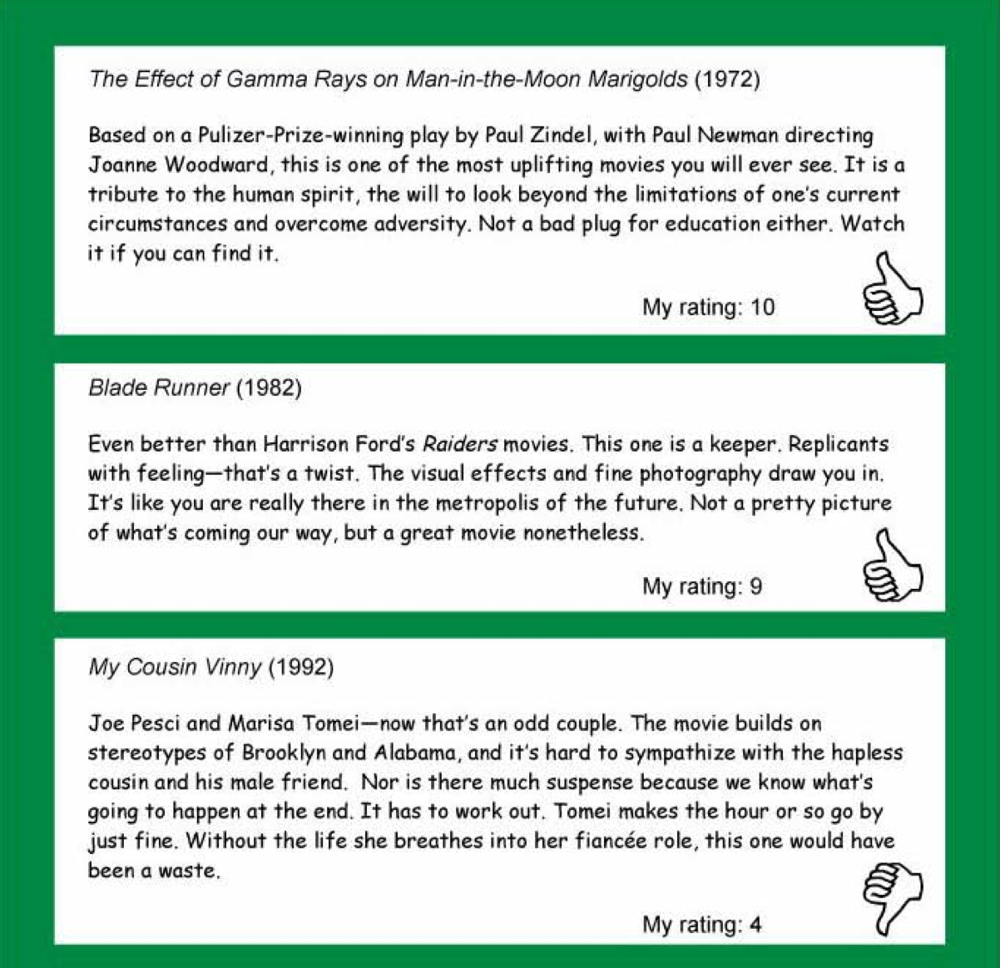 The Effect of Gamma Rays on Man-in-the-Moon Marigolds (1972)
Based on a Pulizer-Prize-winning play by Paul Zindel, with Paul Newman directing
Joanne Woodward, this is one of the most uplifting movies you will ever see. It is a
tribute to the human spirit, the will to look beyond the limitations of one's current
circumstances and overcome adversity. Not a bad plug for education either. Watch
it if you can find it.
My rating: 10
Blade Runner (1982)
Even better than Harrison Ford's Raiders movies. This one is a keeper. Replicants
with feeling—that's a twist. The visual effects and fine photography draw you in.
It's like you are really there in the metropolis of the future. Not a pretty picture
of what's coming our way, but a great movie nonetheless.
My rating: 9
My Cousin Vinny (1992)
Joe Pesci and Marisa Tomei—now that's an odd couple. The movie builds on
stereotypes of Brooklyn and Alabama, and it's hard to sympathize with the hapless
cousin and his male friend.  Nor is there much suspense because we know what's
going to happen at the end. It has to work out. Tomei makes the hour or so go by
just fine. Without the life she breathes into her fiancée role, this one would have
been a waste.
My rating: 4